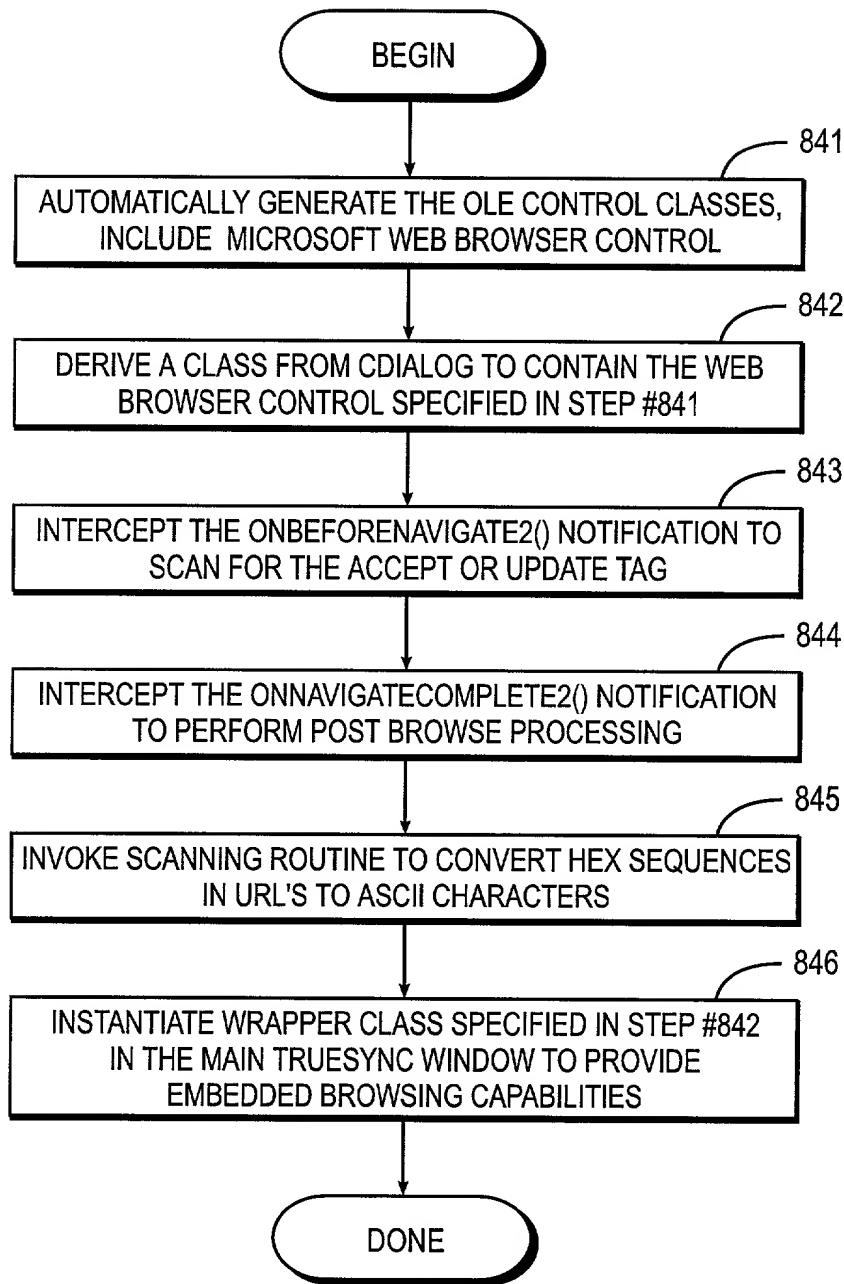 BEGIN
841
AUTOMATICALLY GENERATE THE OLE CONTROL CLASSES,
INCLUDE MICROSOFT WEB BROWSER CONTROL
842
DERIVE A CLASS FROM CDIALOG TO CONTAIN THE WEB
BROWSER CONTROL SPECIFIED IN STEP #841
843
INTERCEPT THE ONBEFORENAVIGATE2() NOTIFICATION TO
SCAN FOR THE ACCEPT OR UPDATE TAG
844
INTERCEPT THE ONNAVIGATECOMPLETE2() NOTIFICATION
TO PERFORM POST BROWSE PROCESSING
845
INVOKE SCANNING ROUTINE TO CONVERT HEX SEQUENCES
IN URL'S TO ASCII CHARACTERS
846
INSTANTIATE WRAPPER CLASS SPECIFIED IN STEP #842
IN THE MAIN TRUESYNC WINDOW TO PROVIDE
EMBEDDED BROWSING CAPABILITIES
DONE